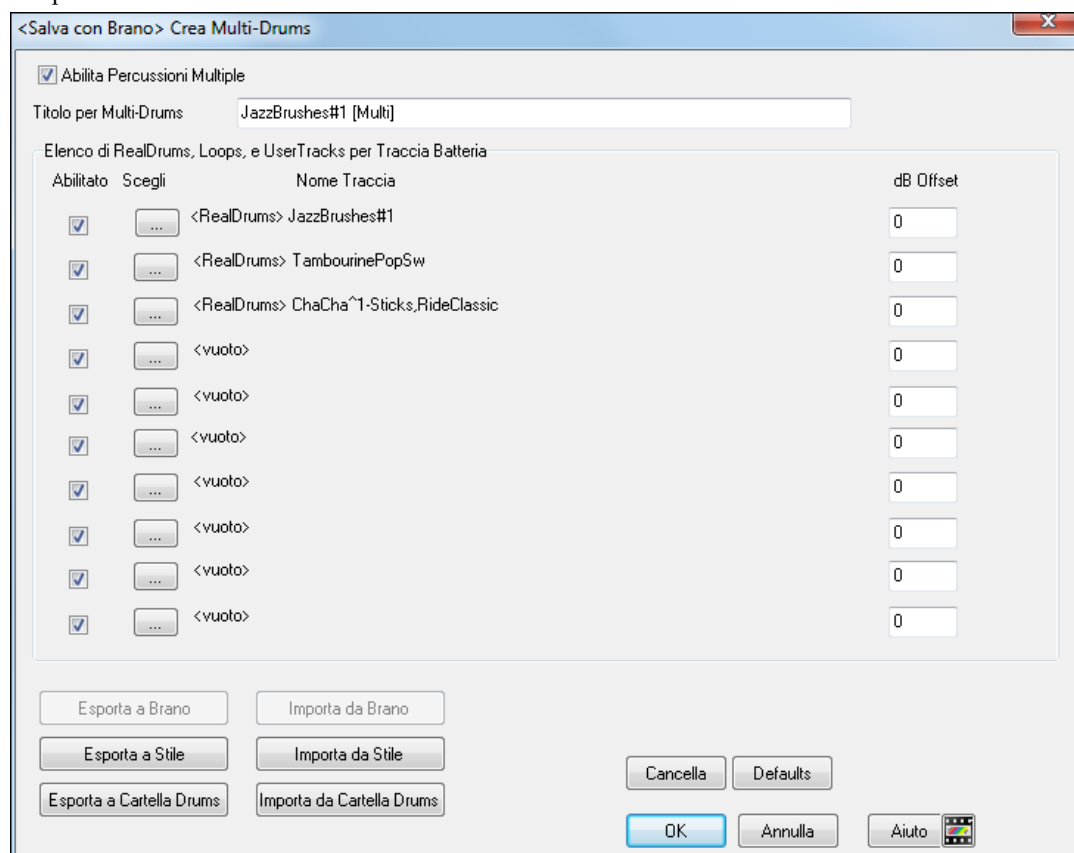 <Salva con Brano> Crea Multi-Drums
Abilita Percussioni Multiple
Titolo per Multi-Drums JazzBrushes#1 [Multi]
Elenco di RealDrums, Loops, e UserTracks per Traccia Batteria
Abilitato Scegli Nome Traccia dB Offset
... <RealDrums> JazzBrushes#1 0
... <RealDrums> TambourinePopSw 0
... <RealDrums> ChaCha^1-Sticks,RideClassic 0
... <vuoto> 0
... <vuoto> 0
... <vuoto> 0
... <vuoto> 0
... <vuoto> 0
... <vuoto> 0
... <vuoto> 0
Esporta a Brano Importa da Brano
Esporta a Stile Importa da Stile
Cancella Defaults
Esporta a Cartella Drums Importa da Cartella Drums
OK Annulla Aiuto